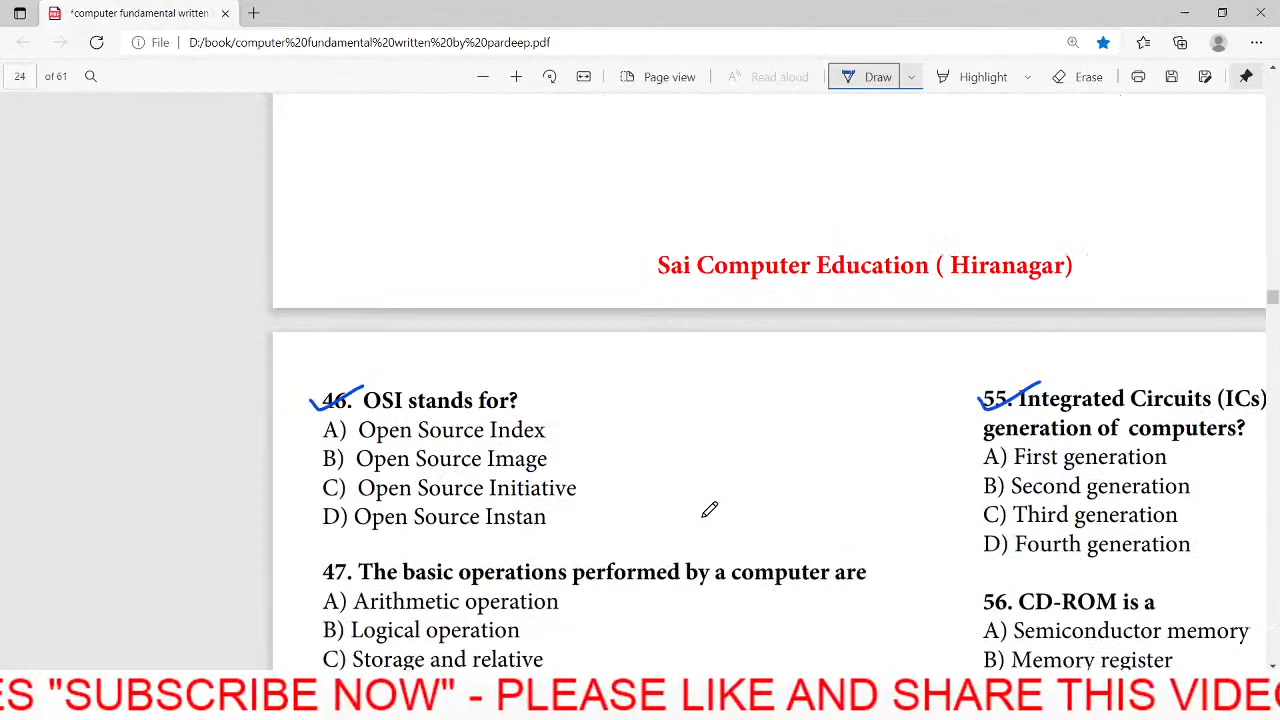 *computer fundamental written
File D:/book/computer%20fundamental%20written%20by%20pardeep.pdf
24 of 61 Page view Read aloud Draw Highlight Erase
Sai Computer Education ( Hiranagar)
46. OSI stands for?
A) Open Source Index
B) Open Source Image
C) Open Source Initiative
D) Open Source Instan
47. The basic operations performed by a computer are
A) Arithmetic operation
B) Logical operation
C) Storage and relative
55. Integrated Circuits (ICs)
generation of computers?
A) First generation
B) Second generation
C) Third generation
D) Fourth generation
56. CD-ROM is a
A) Semiconductor memory
B) Memory register
ES "SUBSCRIBE NOW" - PLEASE LIKE AND SHARE THIS VIDEO